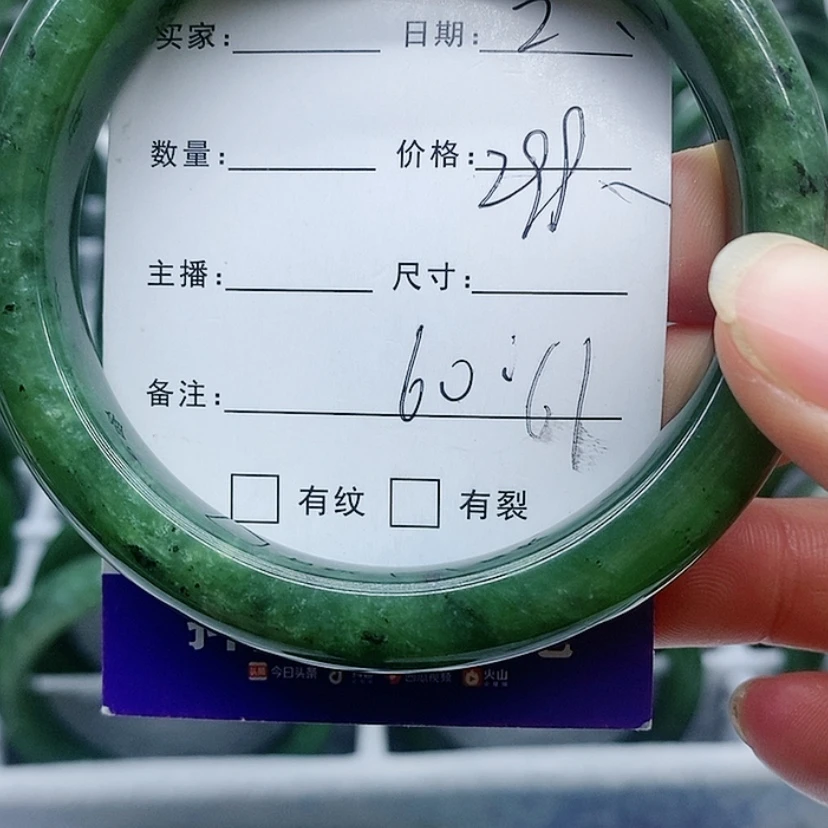 买家: 日期: 2
数量: 价格:
主播: 尺寸:
备注: 60 61
有纹 有裂
今日头条 火山